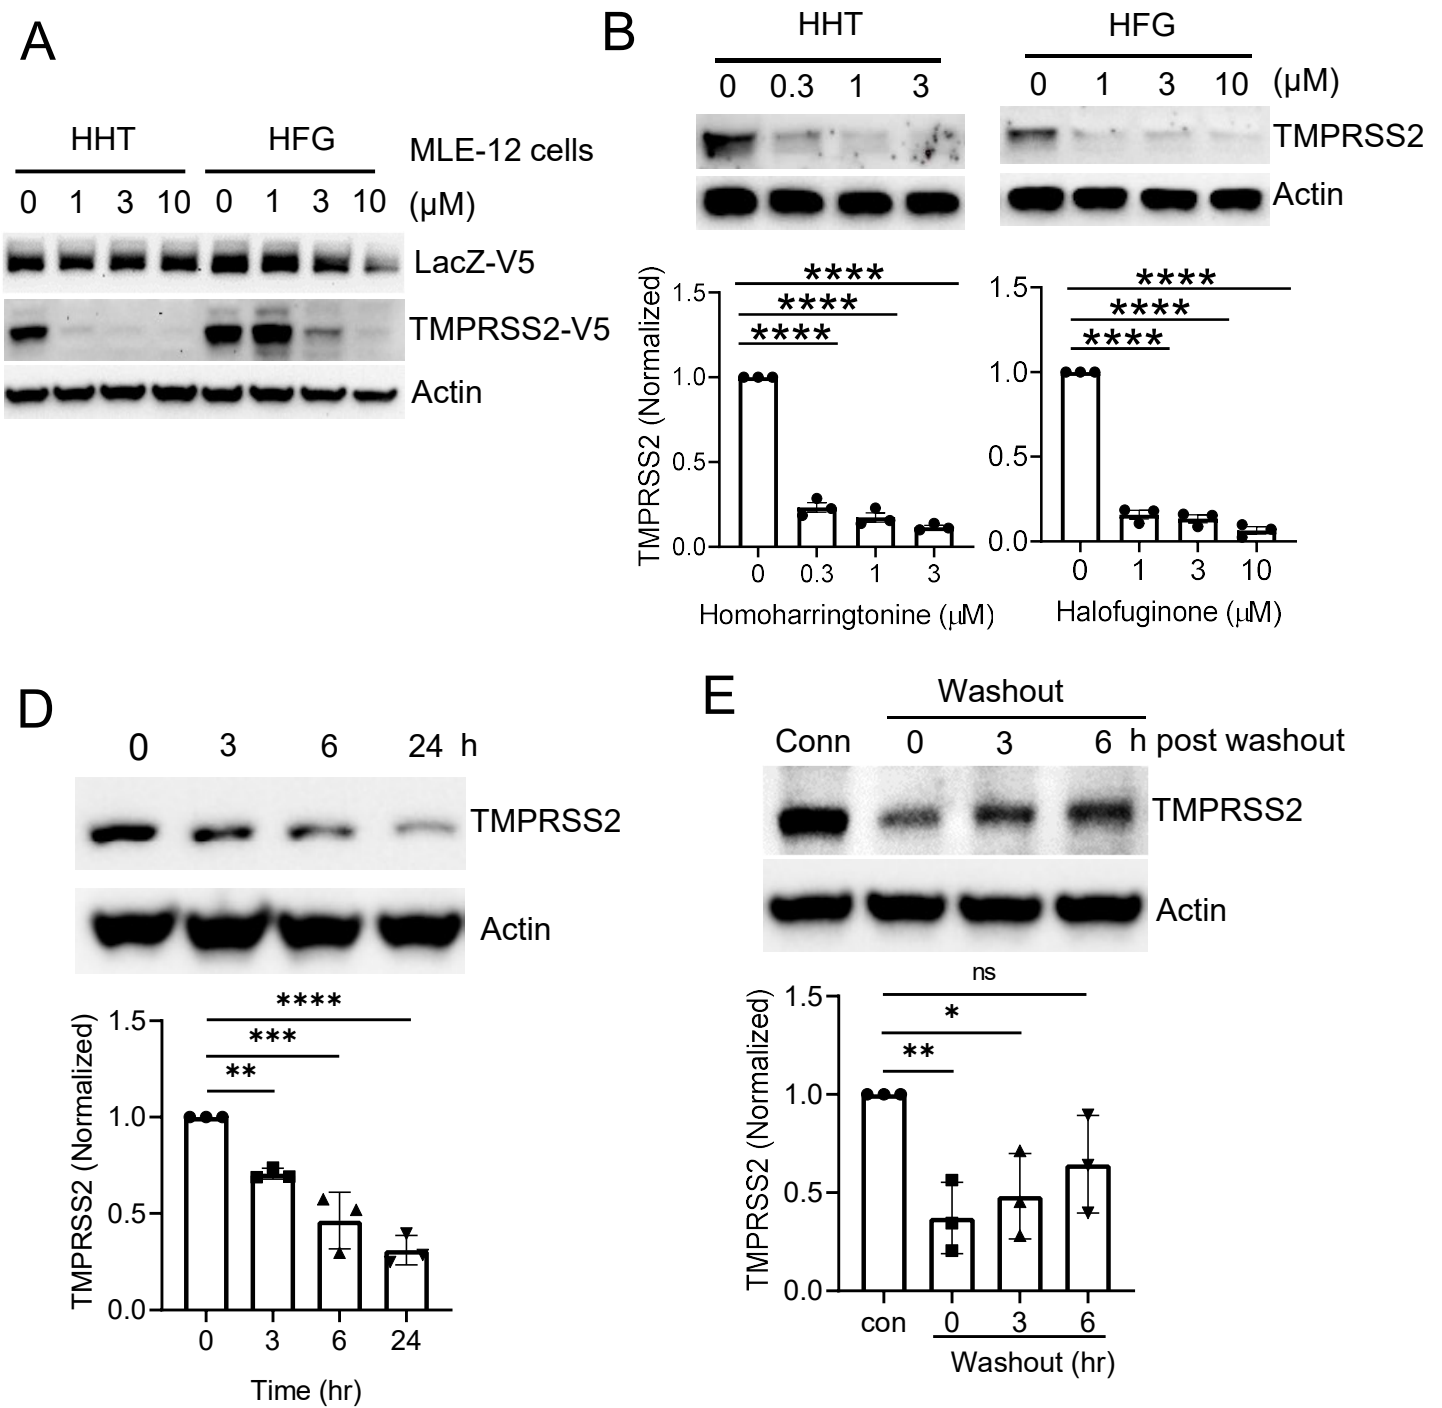 A
HHT HFG MLE-12 cells
0 1 3 10 0 1 3 10 (μM)
LacZ-V5
TMPRSS2-V5
Actin
B
HHT HFG
0 0.3 1 3 0 1 3 10 (μM)
TMPRSS2
Actin
**** ****
**** ****
**** ****
TMPRSS2 (Normalized)
1.5 1.5
1.0 1.0
0.5 0.5
0.0 0.0
0 0.3 1 3 0 1 3 10
Homoharringtonine (μM) Halofuginone (μM)
D
0 3 6 24 h
TMPRSS2
Actin
****
***
**
TMPRSS2 (Normalized)
1.5
1.0
0.5
0.0
0 3 6 24
Time (hr)
E
Washout
Conn 0 3 6 h post washout
TMPRSS2
Actin
ns
*
**
TMPRSS2 (Normalized)
1.5
1.0
0.5
0.0
con 0 3 6
Washout (hr)